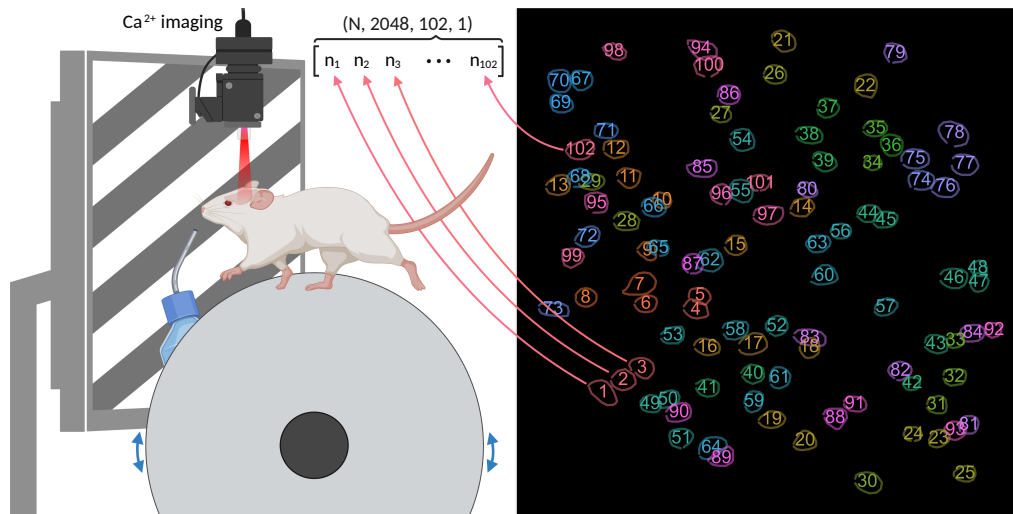 Ca²⁺ imaging
(N, 2048, 102, 1)
n₁ n₂ n₃ ··· n₁₀₂
98 94 21 79
100
70 67 26
69 86 22
27 37
71 54 38 35 78
102 12 36
39 34 75 77
85
13 68 29 11 96 55 101 80 74 76
95 66 10 97 14
28 44 45
72 9 65 15 63 56
99 87 62
60 46 48
47
73 8 7 5
6 4 57
53 58 52 83 84 92
16 17 18 43 33
3
2 40 61 82 32
1 41 42
49 50 59 31
90 19 88 91
51 20 24 23 93 81
64
89
30 25